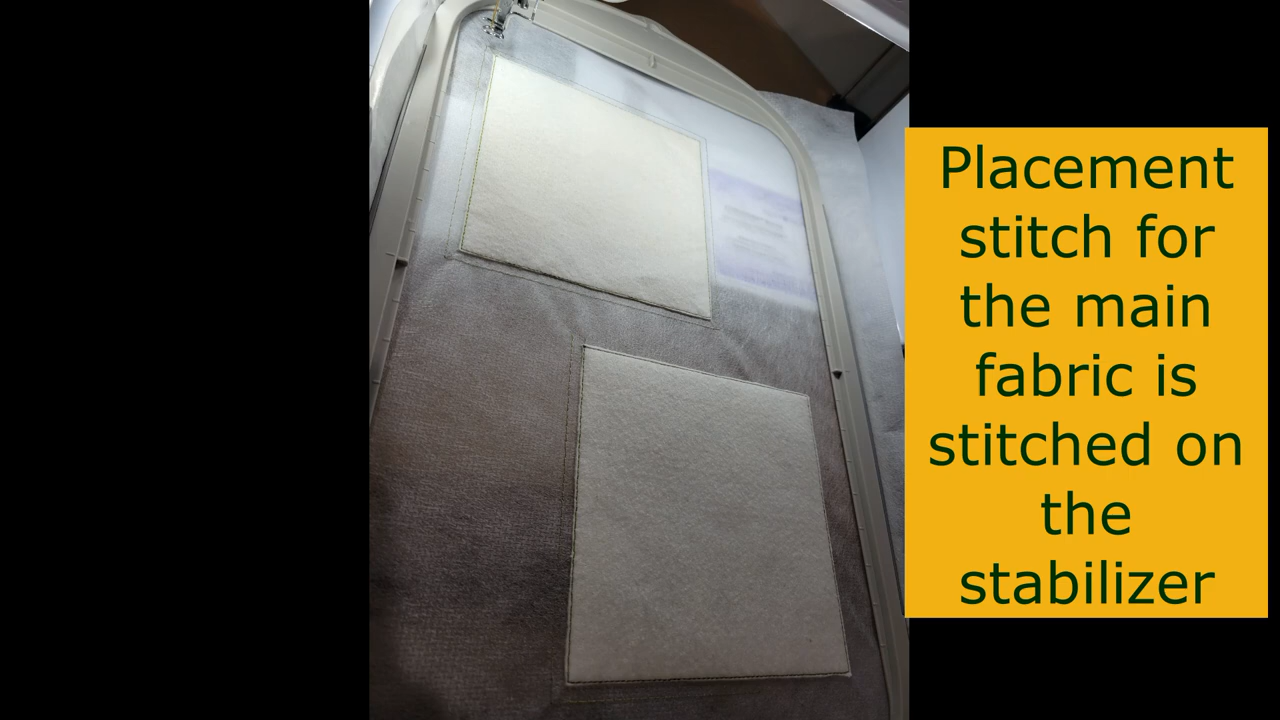 Placement
stitch for
the main
fabric is
stitched on
the
stabilizer